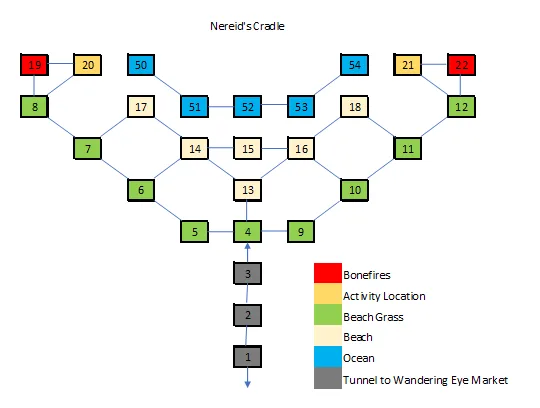 Nereid's Cradle
19 20 50 54 21 22
8 17 51 52 53 18 12
7 14 15 16 11
6 13 10
5 4 9
3
2
1
Bonefires
Activity Location
Beach Grass
Beach
Ocean
Tunnel to Wandering Eye Market